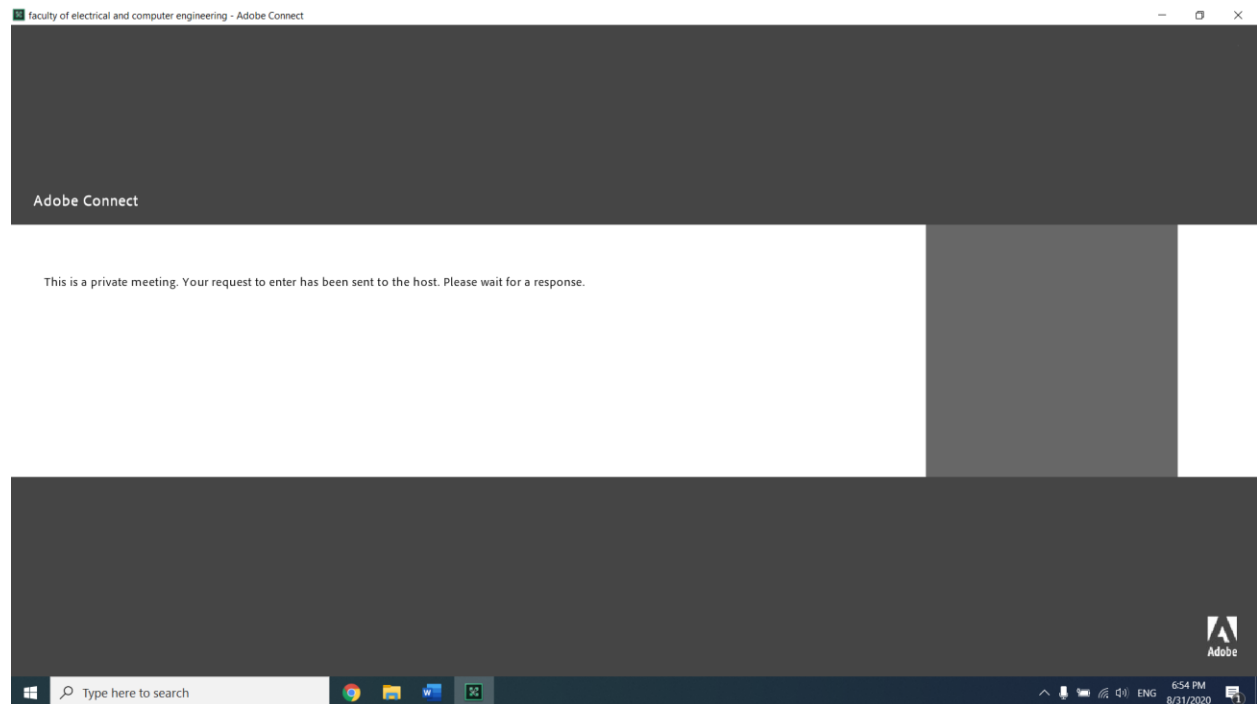 faculty of electrical and computer engineering - Adobe Connect
Adobe Connect
This is a private meeting. Your request to enter has been sent to the host. Please wait for a response.
Adobe
Type here to search
ENG
6:54 PM
8/31/2020
1